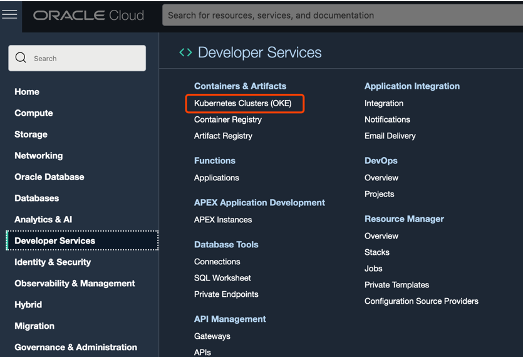 ORACLE Cloud
Search for resources, services, and documentation
Search
Home
Compute
Storage
Networking
Oracle Database
Databases
Analytics & AI
Developer Services
Identity & Security
Observability & Management
Hybrid
Migration
Governance & Administration
<> Developer Services
Containers & Artifacts
Kubernetes Clusters (OKE)
Container Registry
Artifact Registry
Functions
Applications
APEX Application Development
APEX Instances
Database Tools
Connections
SQL Worksheet
Private Endpoints
API Management
Gateways
APIs
Application Integration
Integration
Notifications
Email Delivery
DevOps
Overview
Projects
Resource Manager
Overview
Stacks
Jobs
Private Templates
Configuration Source Providers